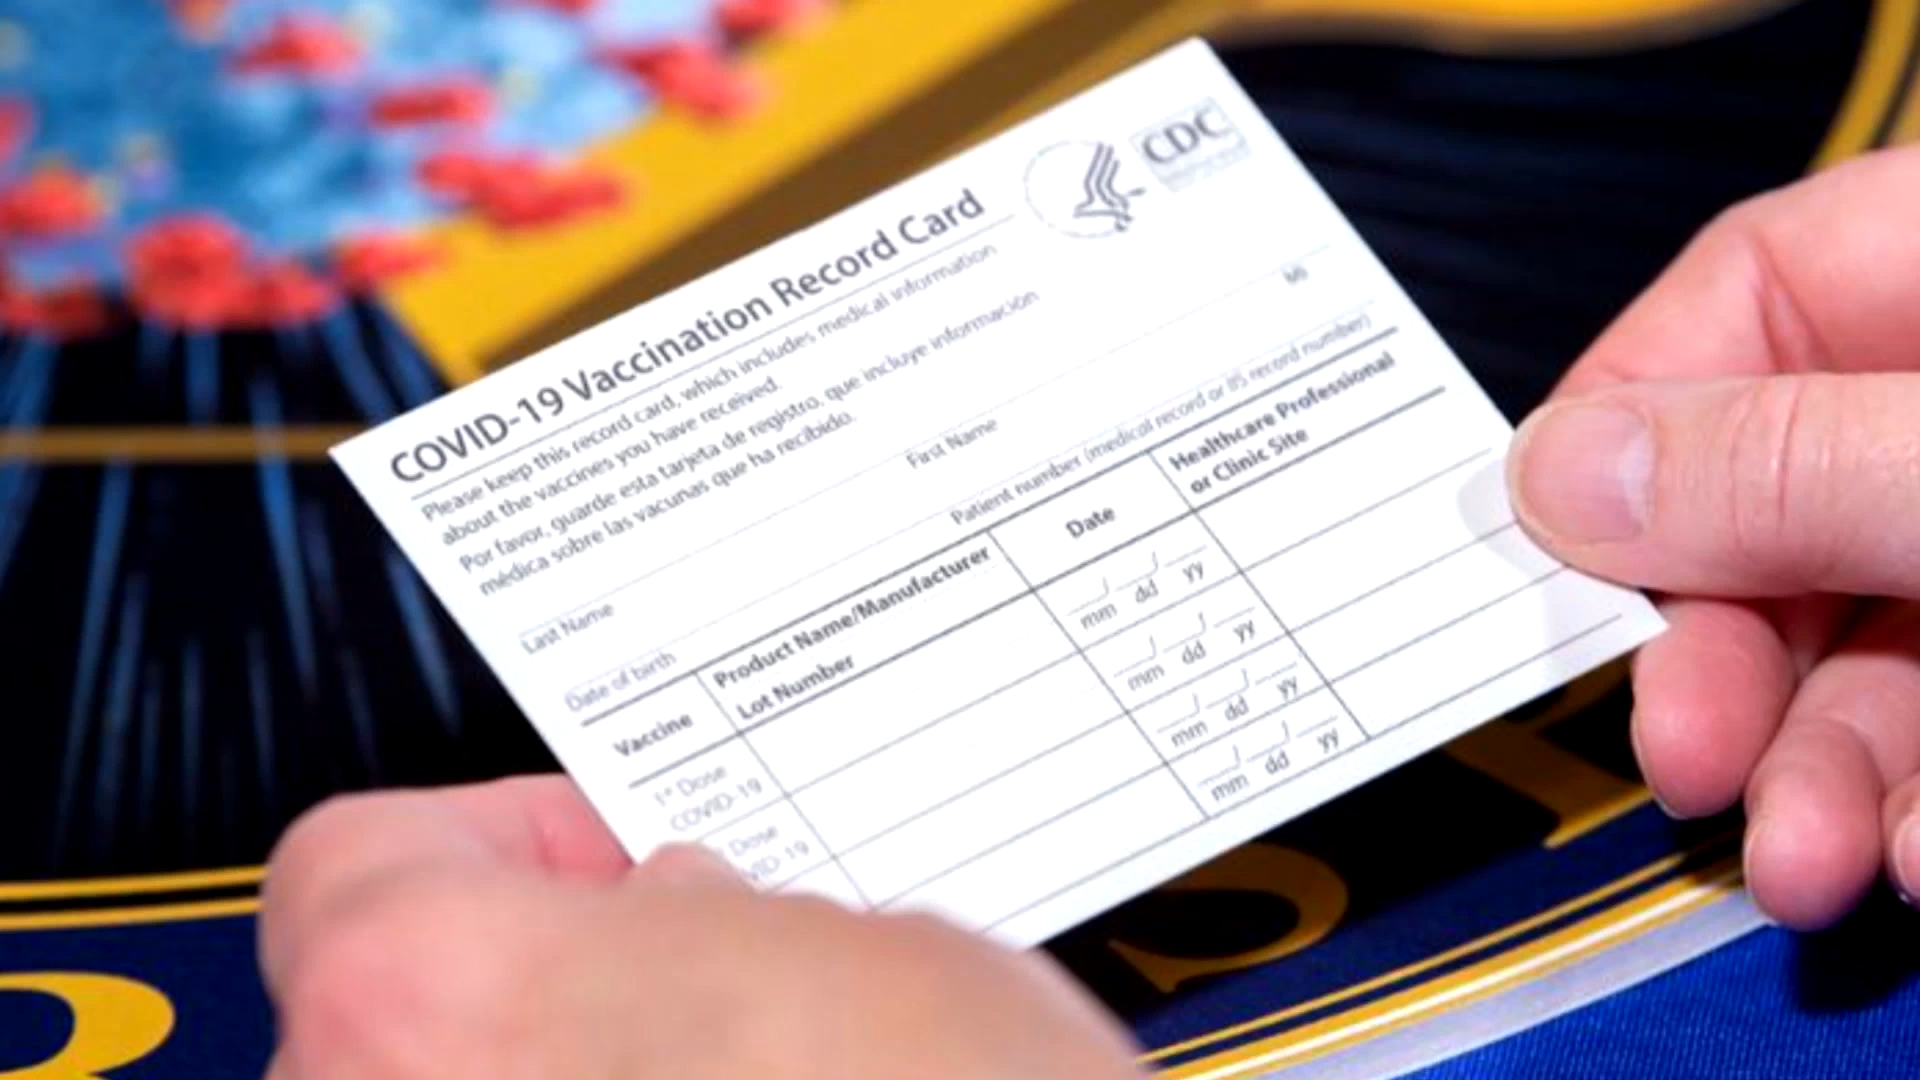 CDC
COVID-19 Vaccination Record Card
Please keep this record card, which includes medical information
about the vaccines you have received.
Por favor, guarde esta tarjeta de registro, que incluye información
médica sobre las vacunas que ha recibido.
Last Name First Name MI
Date of birth Patient number (medical record or IIS record number)
Vaccine
Product Name/Manufacturer
Lot Number
Date
Healthcare Professional
or Clinic Site
1st Dose
COVID-19
mm dd yy
Dose
VID-19
mm dd yy
mm dd yy
mm dd yy